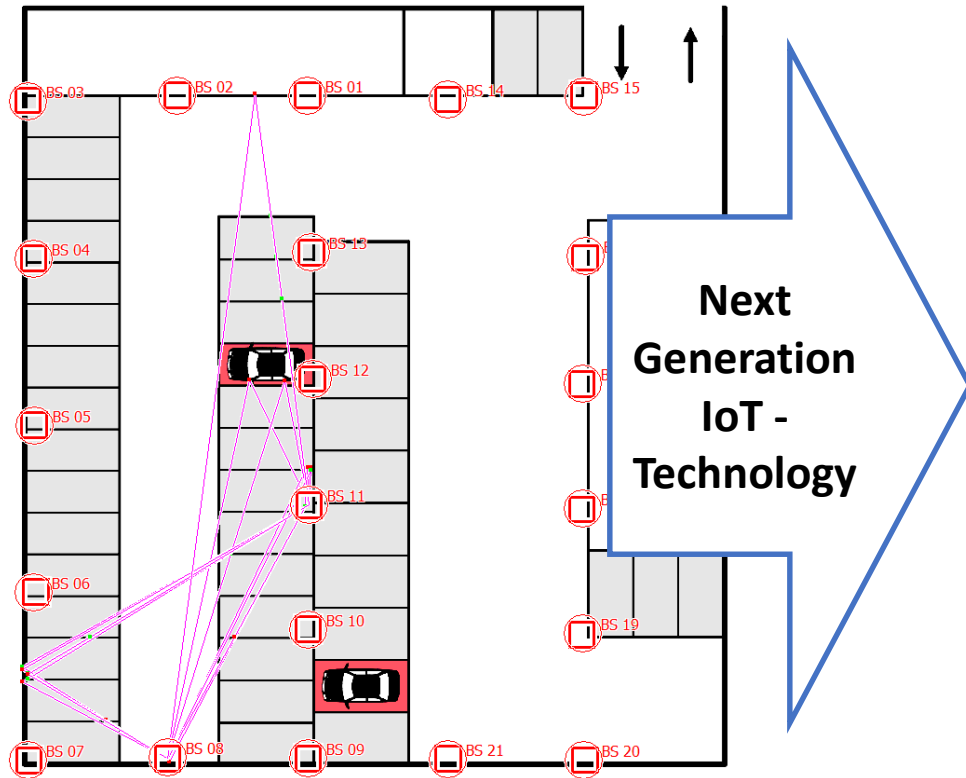 BS 03
BS 02
BS 01
BS 14
BS 15
BS 04
BS 13
BS 12
BS 05
BS 11
BS 06
BS 10
BS 19
BS 07
BS 08
BS 09
BS 21
BS 20
Next
Generation
IoT -
Technology